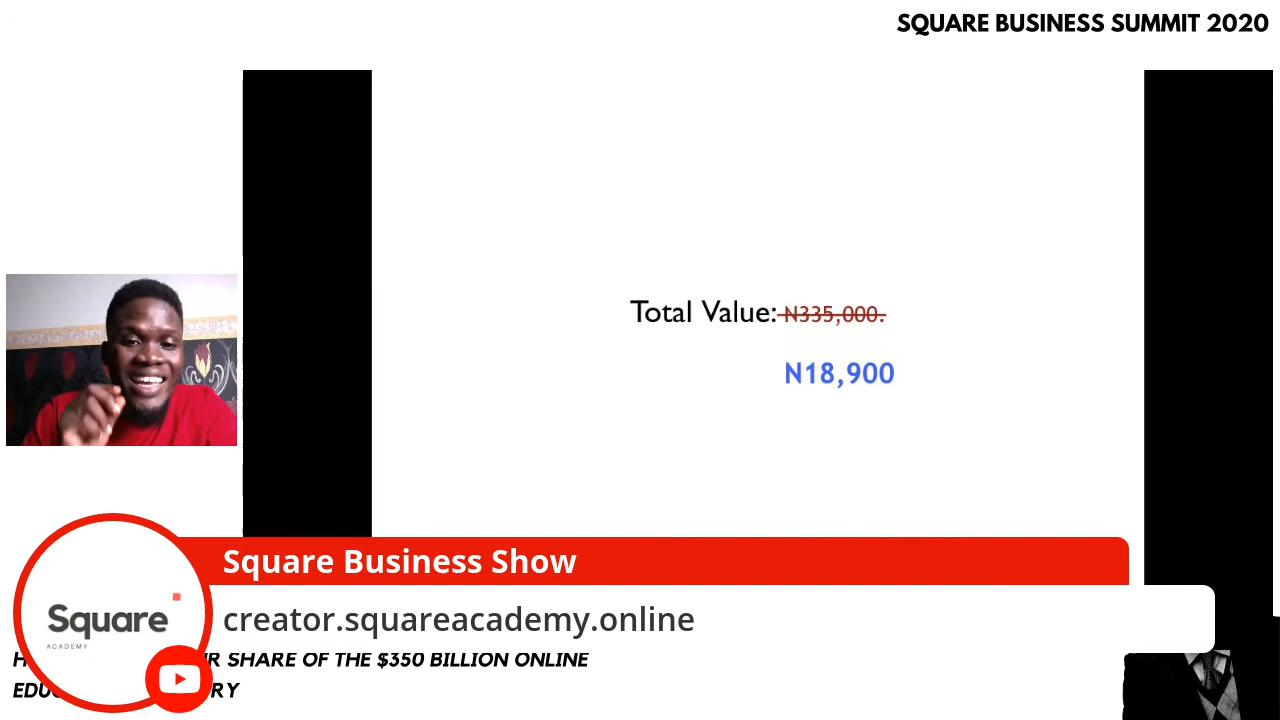 SQUARE BUSINESS SUMMIT 2020
Total Value: N335,000.
N18,900
Square Business Show
creator.squareacademy.online
Square
ACADEMY
SHARE OF THE $350 BILLION ONLINE